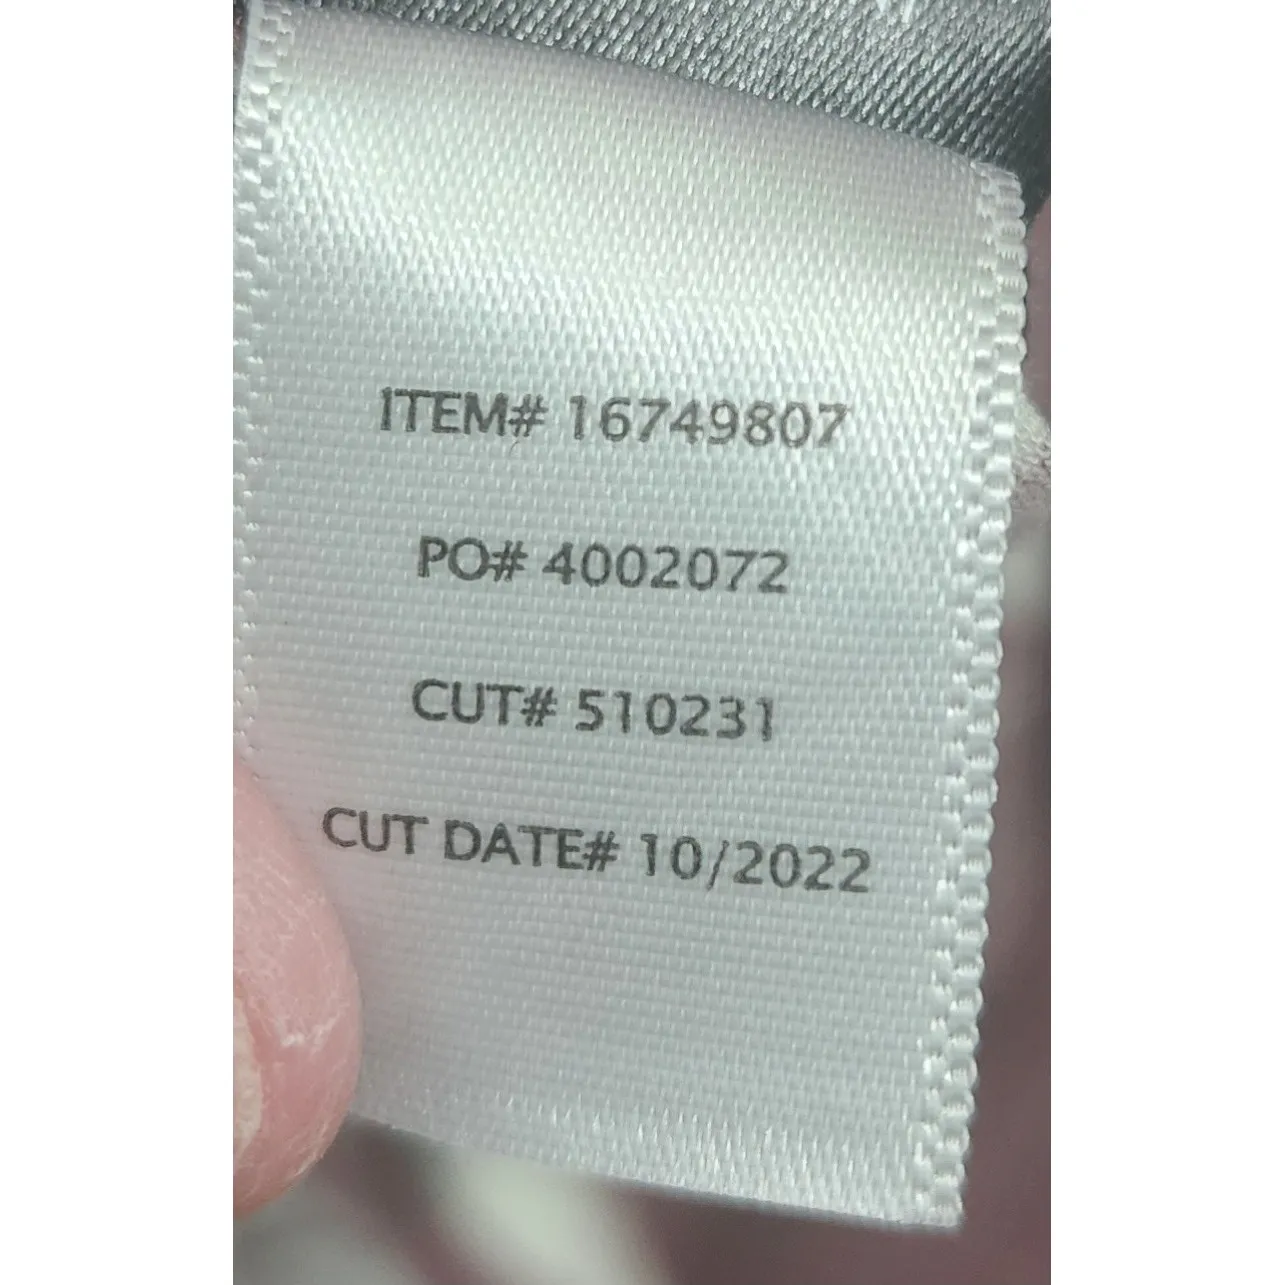 ITEM# 16749807
PO# 4002072
CUT# 510231
CUT DATE# 10/2022